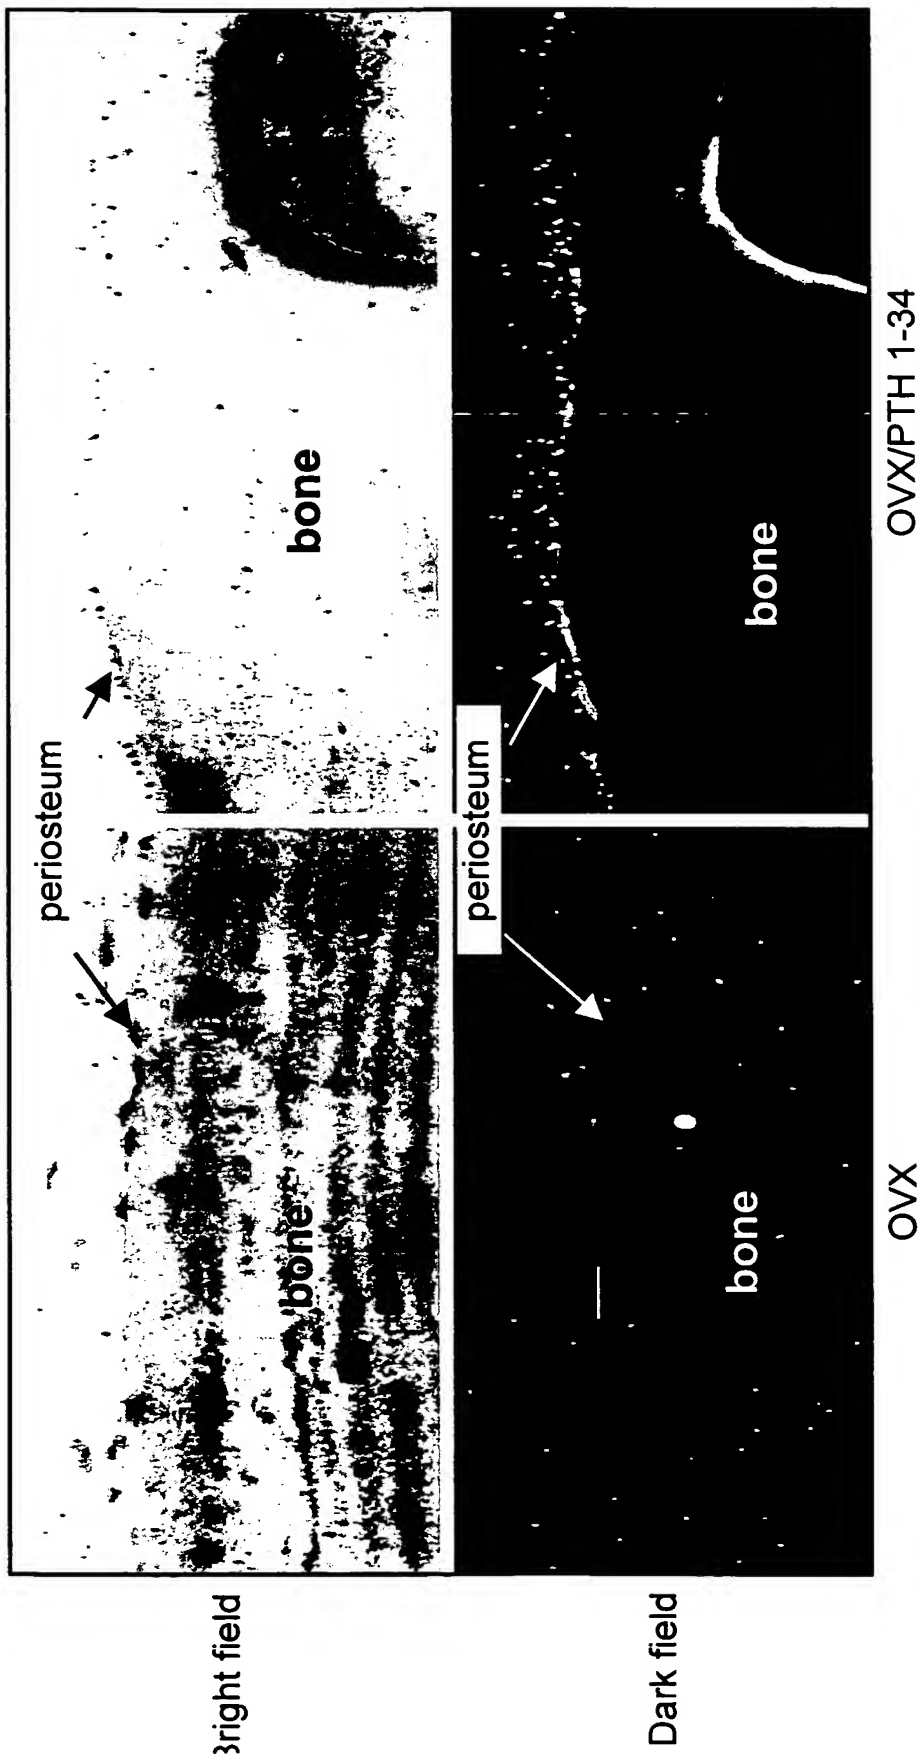 periosteum
Bright field
bone
bone
periosteum
Dark field
bone
bone
OVX
OVX/PTH 1-34